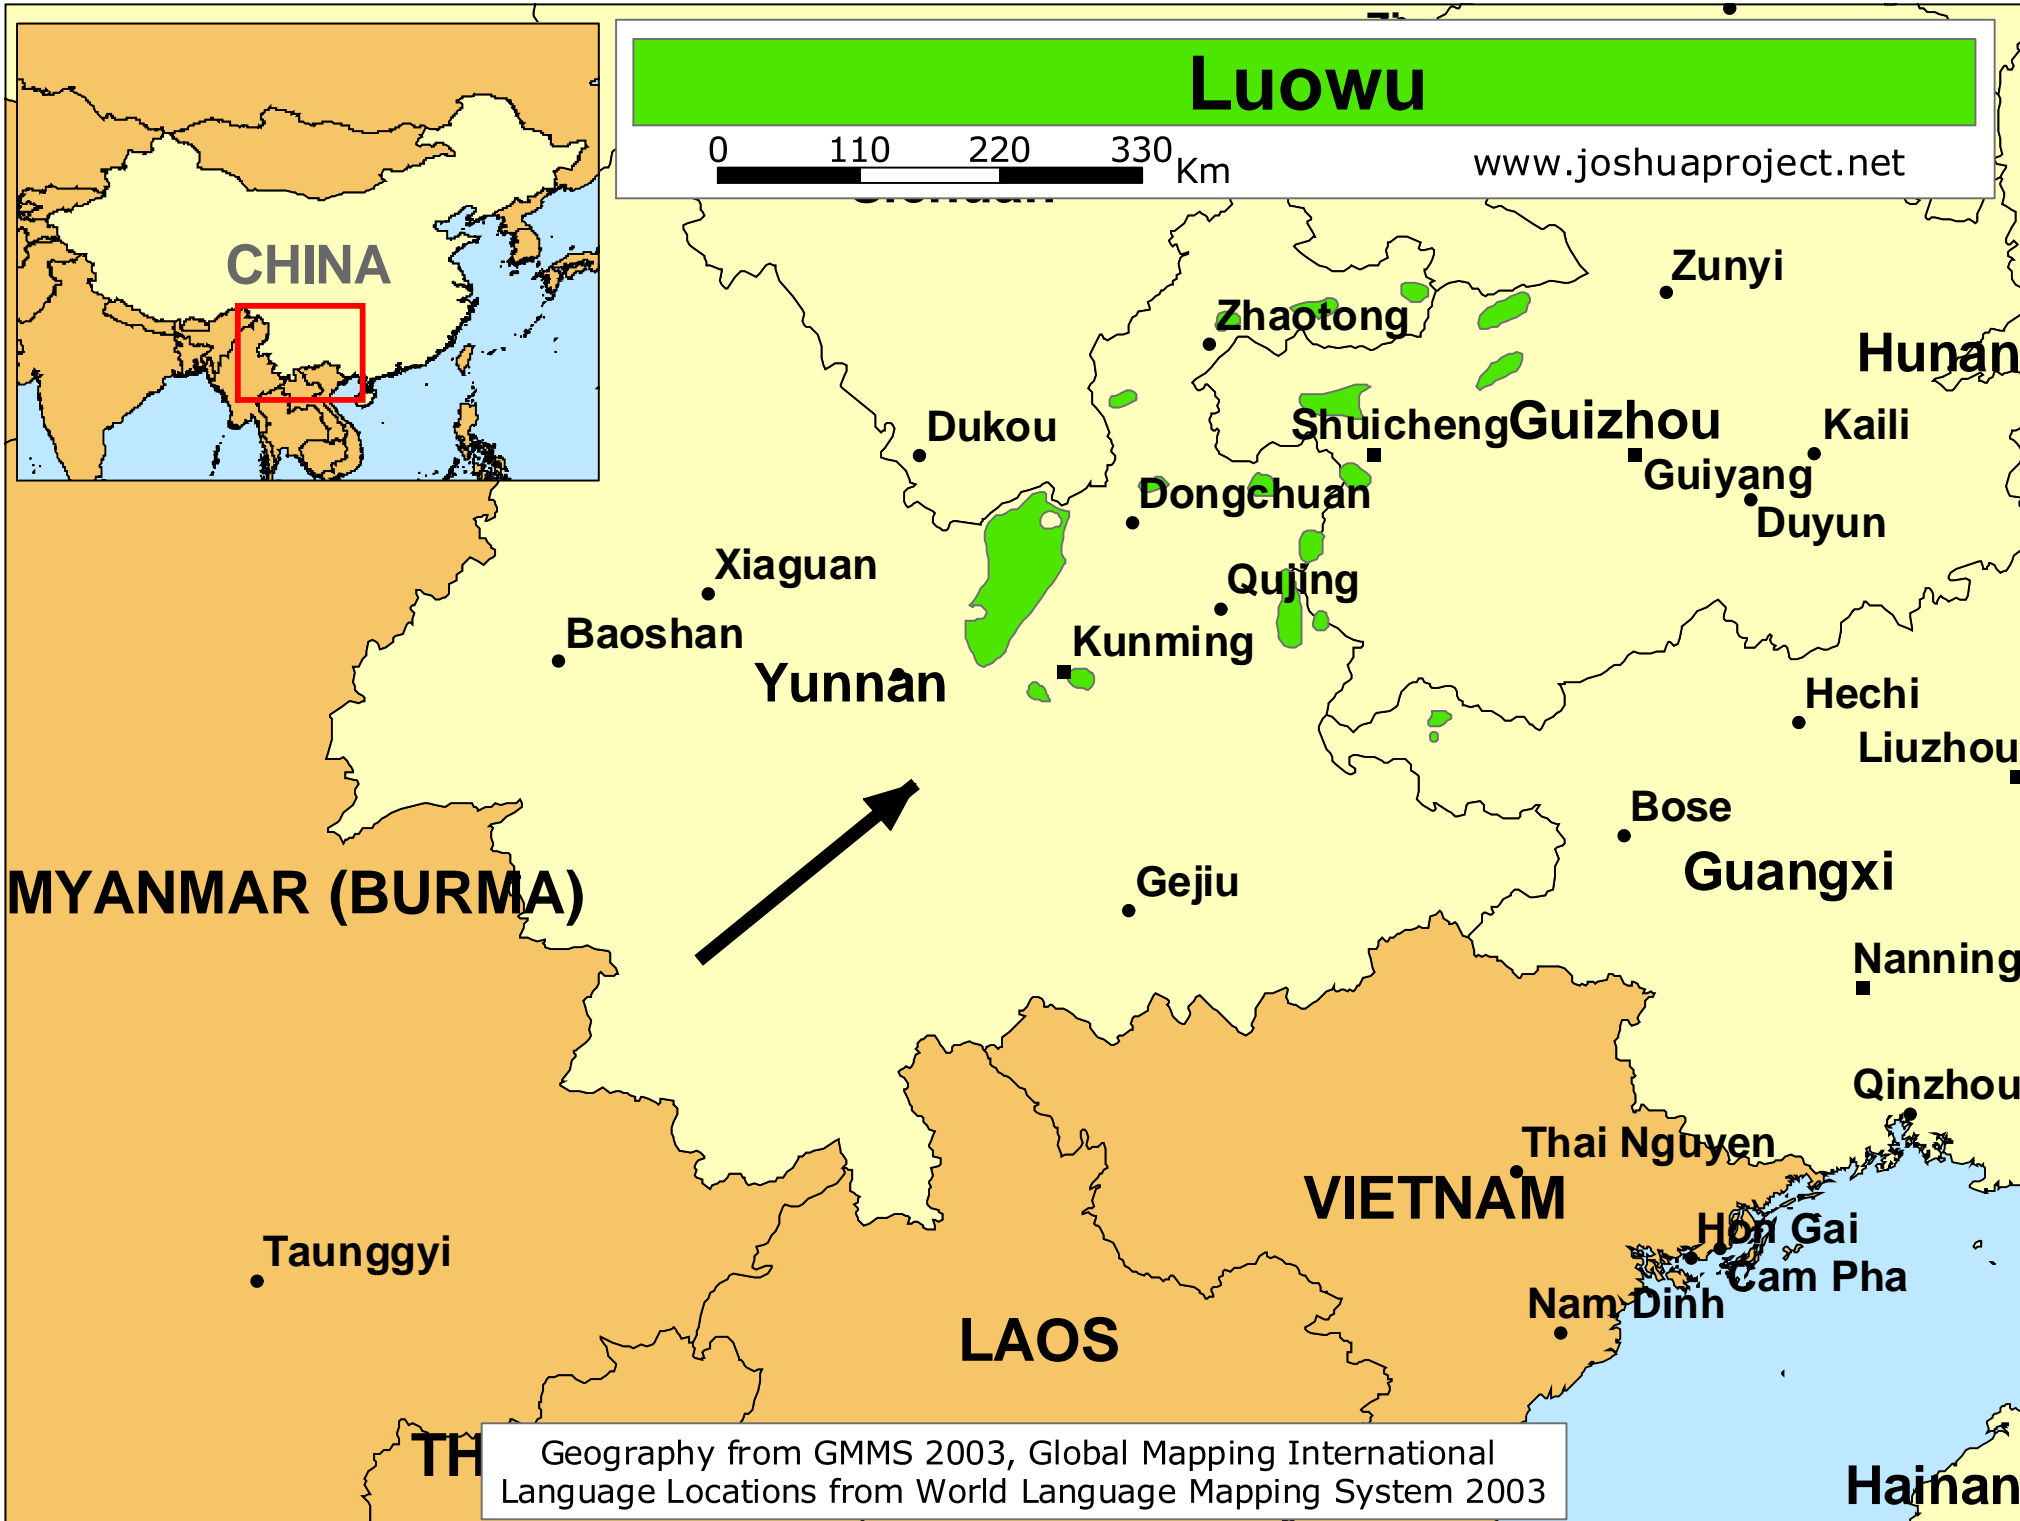 Luowu
0 110 220 330 Km
www.joshuaproject.net
CHINA
Zunyi
Zhaotong
Hunan
Dukou
Shuicheng
Guizhou
Kaili
Guiyang
Dongchuan
Duyun
Xiaguan
Qujing
Baoshan
Kunming
Yunnan
Hechi
Liuzhou
Bose
Guangxi
MYANMAR (BURMA)
Gejiu
Nanning
Qinzhou
Thai Nguyen
VIETNAM
Hon Gai
Taunggyi
Cam Pha
Nam Dinh
LAOS
TH
Hainan
Geography from GMMS 2003, Global Mapping International
Language Locations from World Language Mapping System 2003